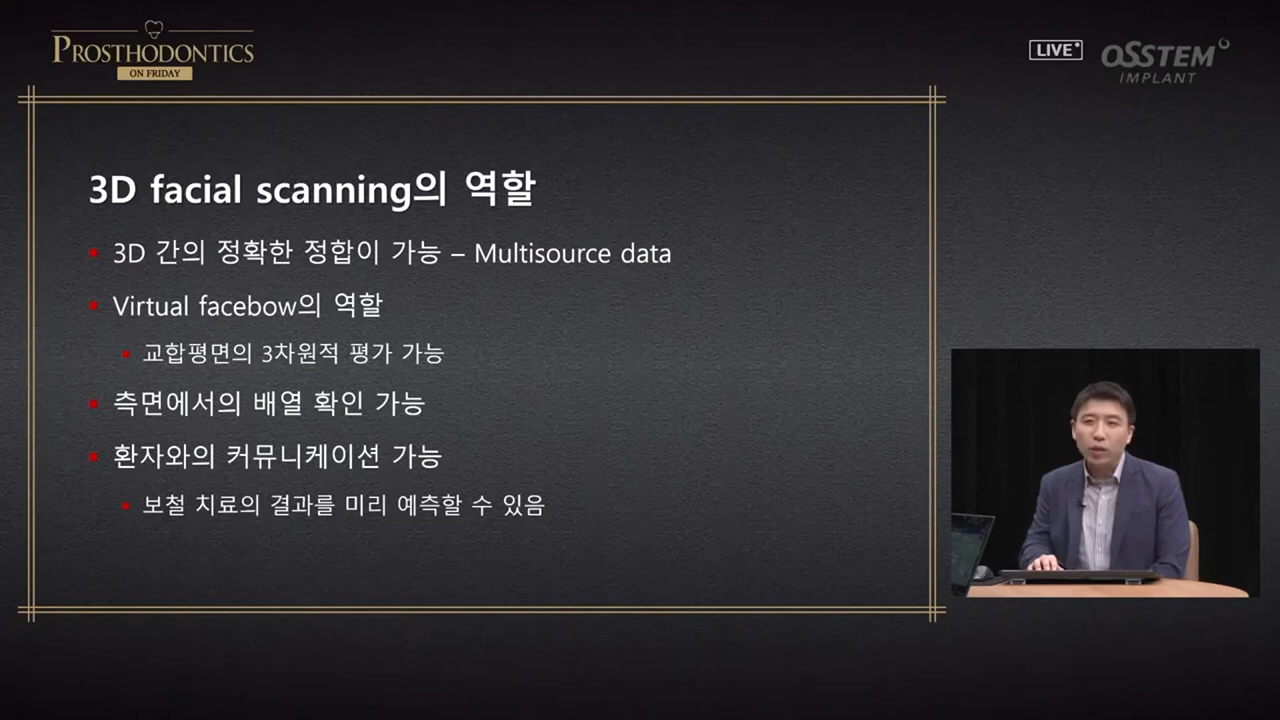 PROSTHODONTICS
ON FRIDAY
LIVE
OSSTEM
IMPLANT
3D facial scanning의 역할
3D 간의 정확한 정합이 가능 – Multisource data
Virtual facebow의 역할
교합평면의 3차원적 평가 가능
측면에서의 배열 확인 가능
환자와의 커뮤니케이션 가능
보철 치료의 결과를 미리 예측할 수 있음